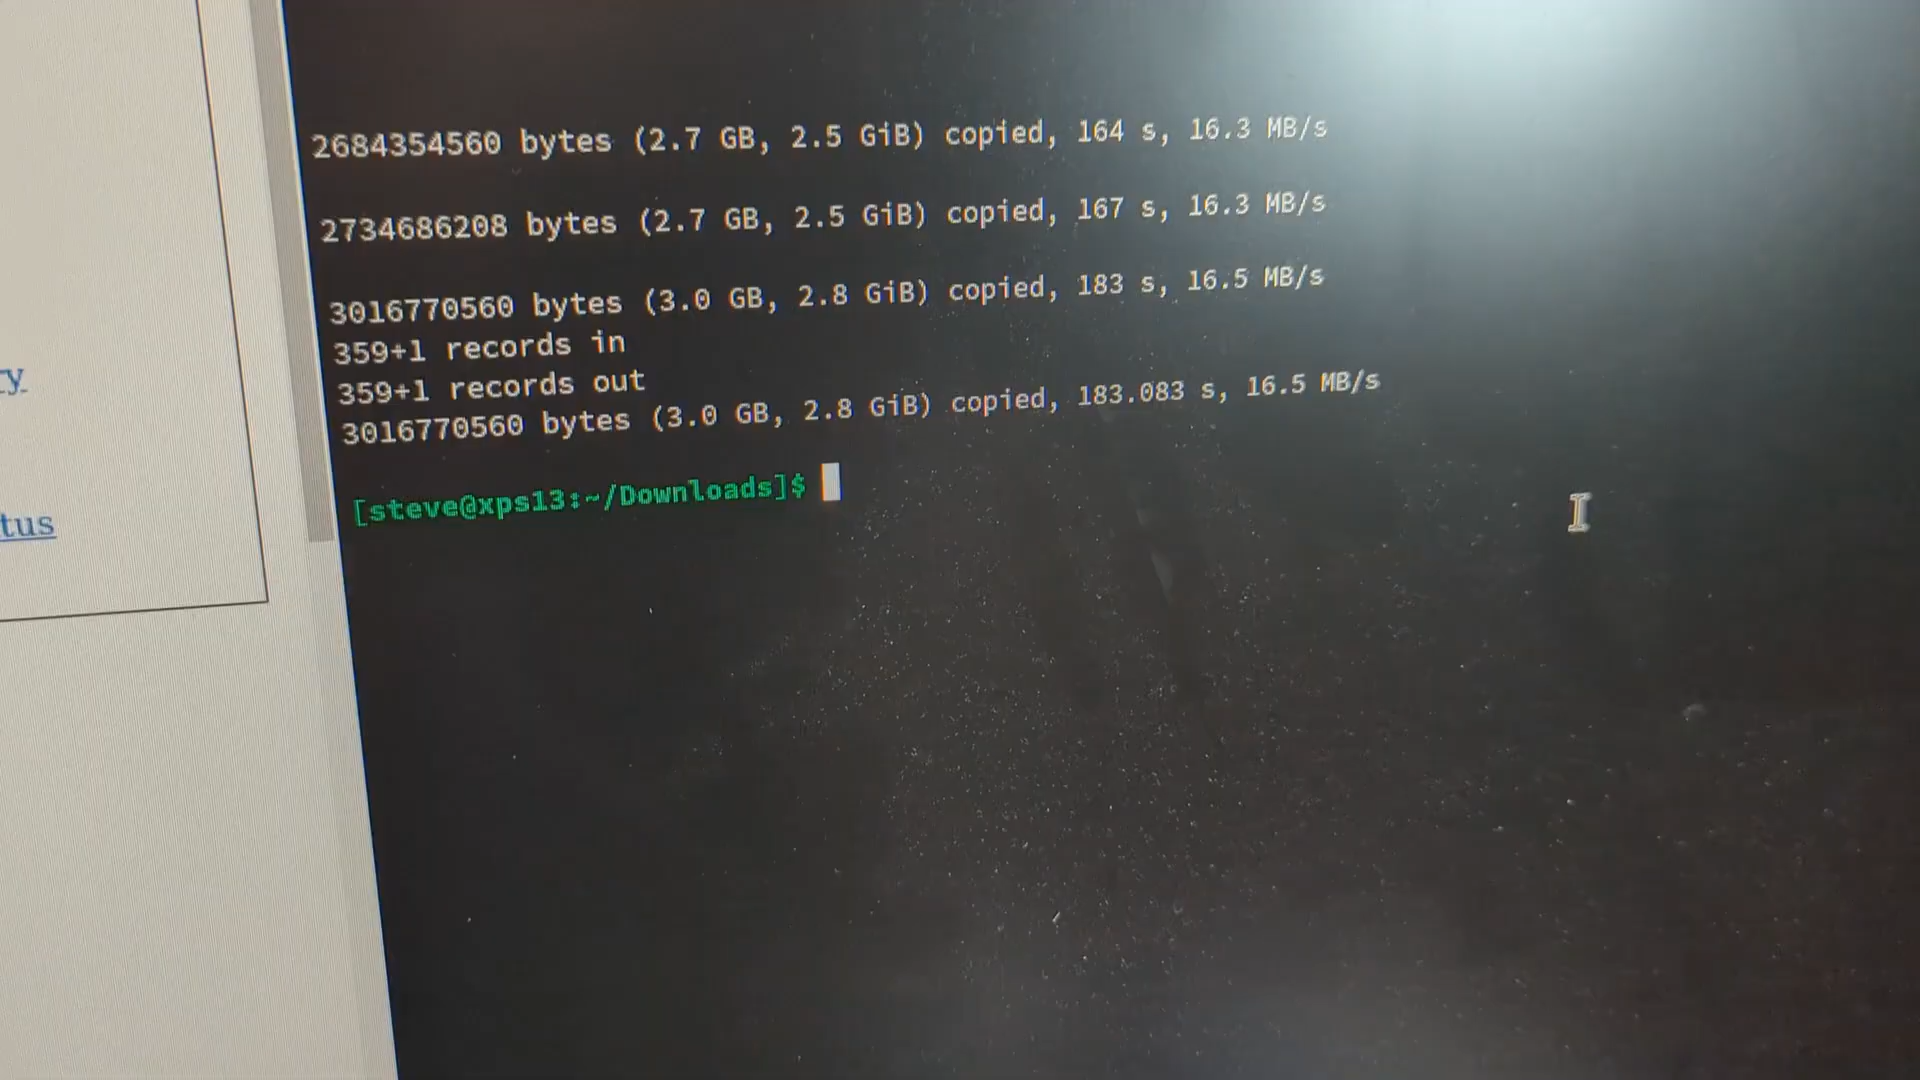 2684354560 bytes (2.7 GB, 2.5 GiB) copied, 164 s, 16.3 MB/s
2734686208 bytes (2.7 GB, 2.5 GiB) copied, 167 s, 16.3 MB/s
3016770560 bytes (3.0 GB, 2.8 GiB) copied, 183 s, 16.5 MB/s
359+1 records in
359+1 records out
3016770560 bytes (3.0 GB, 2.8 GiB) copied, 183.083 s, 16.5 MB/s
[steve@xps13:~/Downloads]$